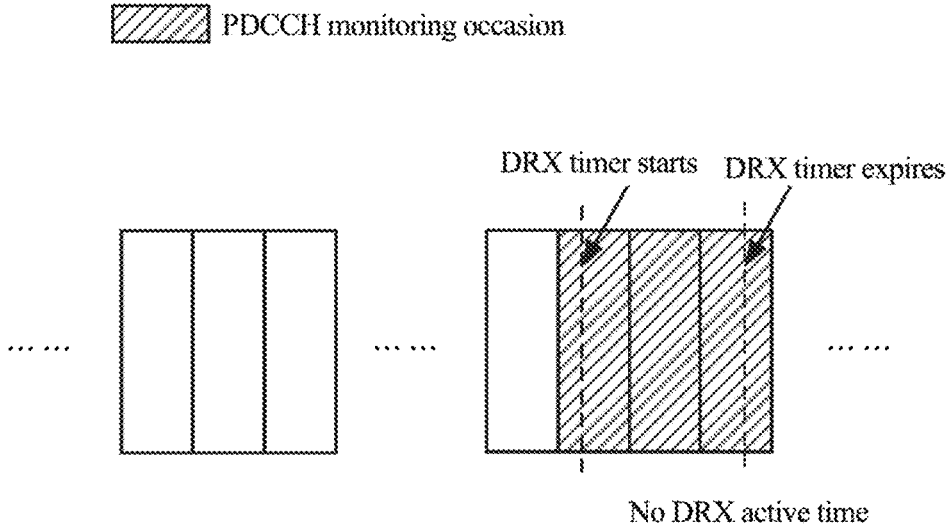 PDCCH monitoring occasion
DRX timer starts
DRX timer expires
... ...
... ...
... ...
No DRX active time